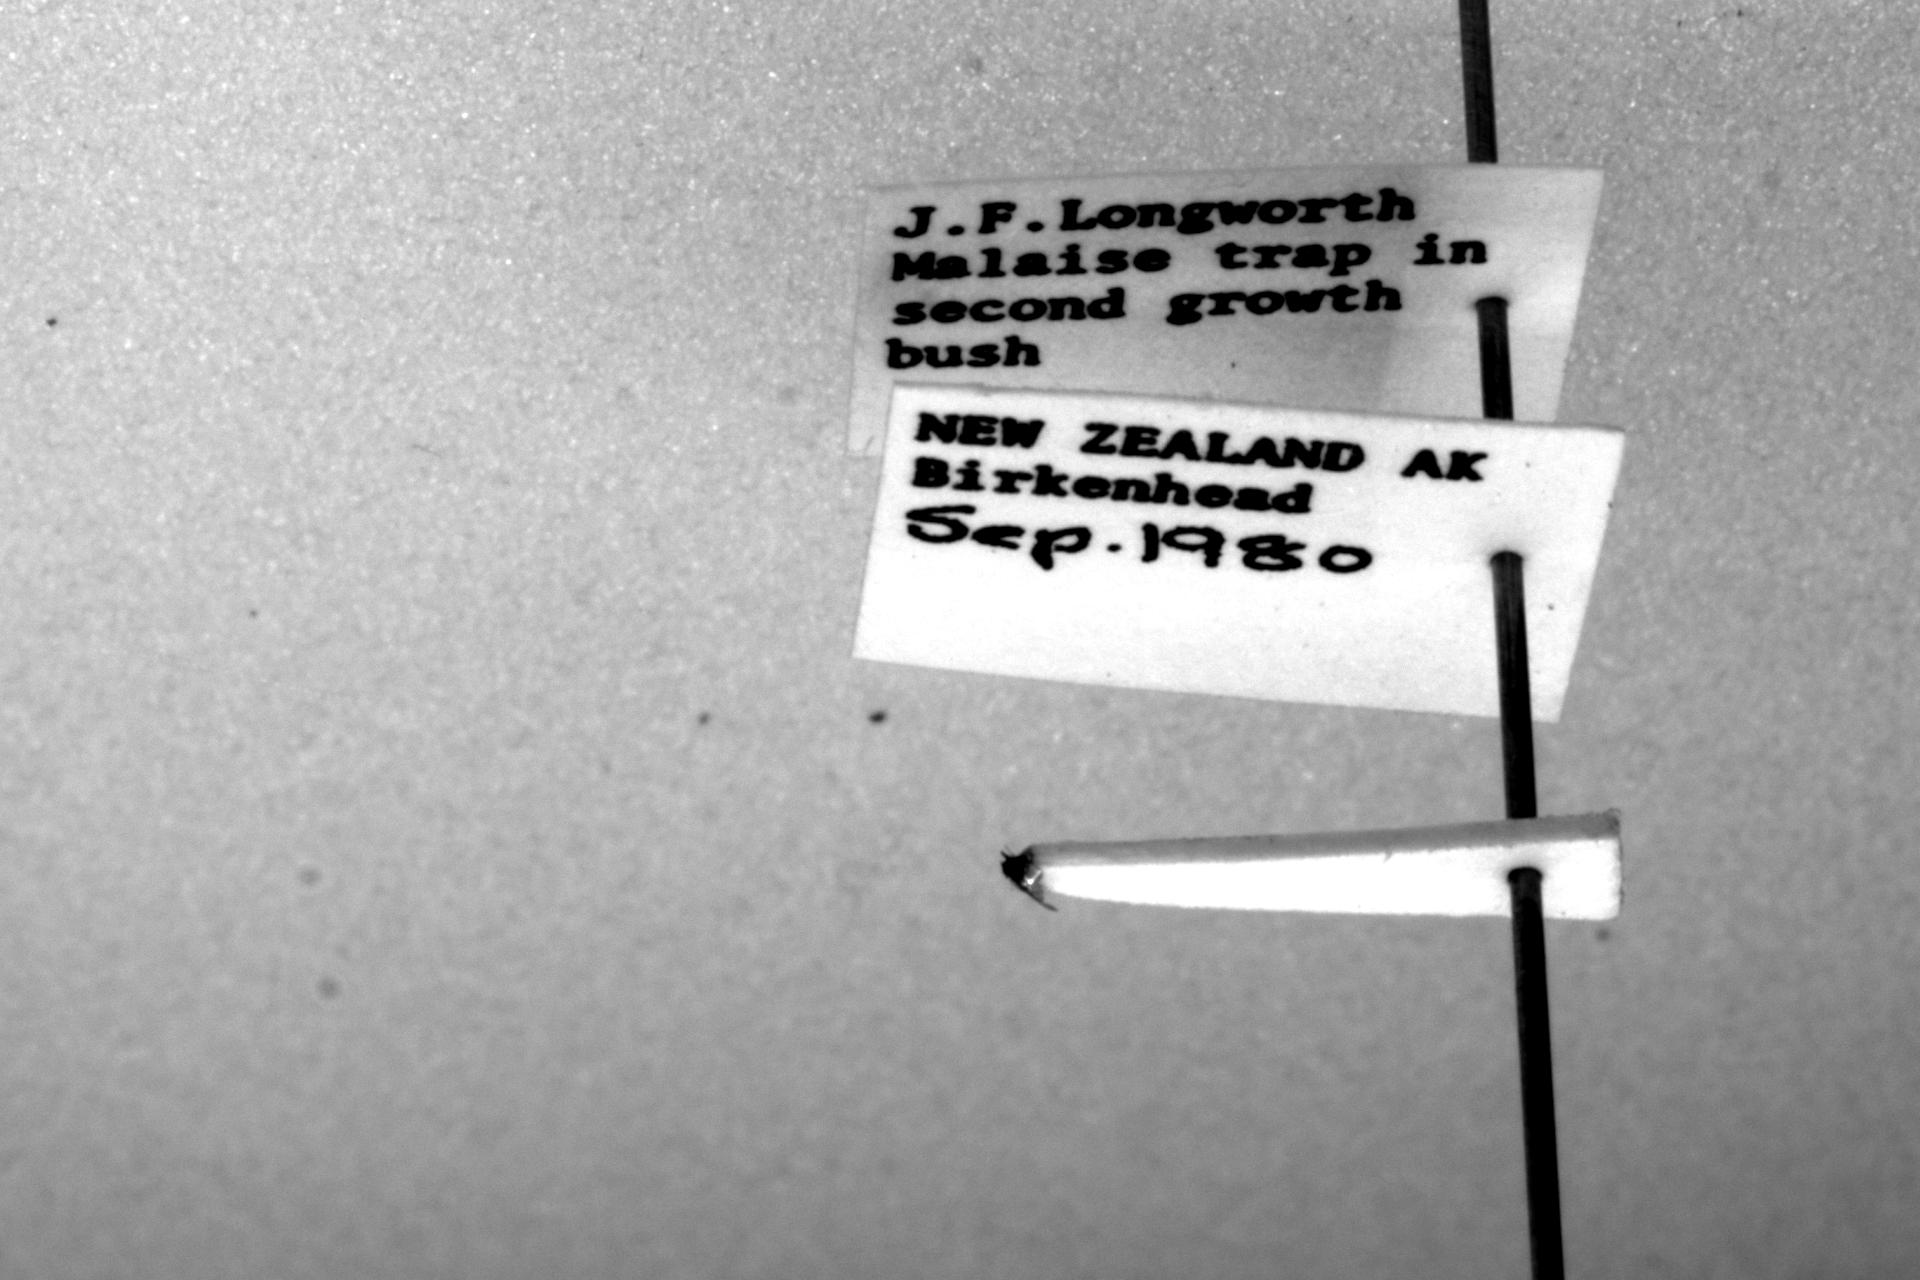 J.F.Longworth
Malaise trap in
second growth
bush
NEW ZEALAND AK
Birkenhead
Sep.1980